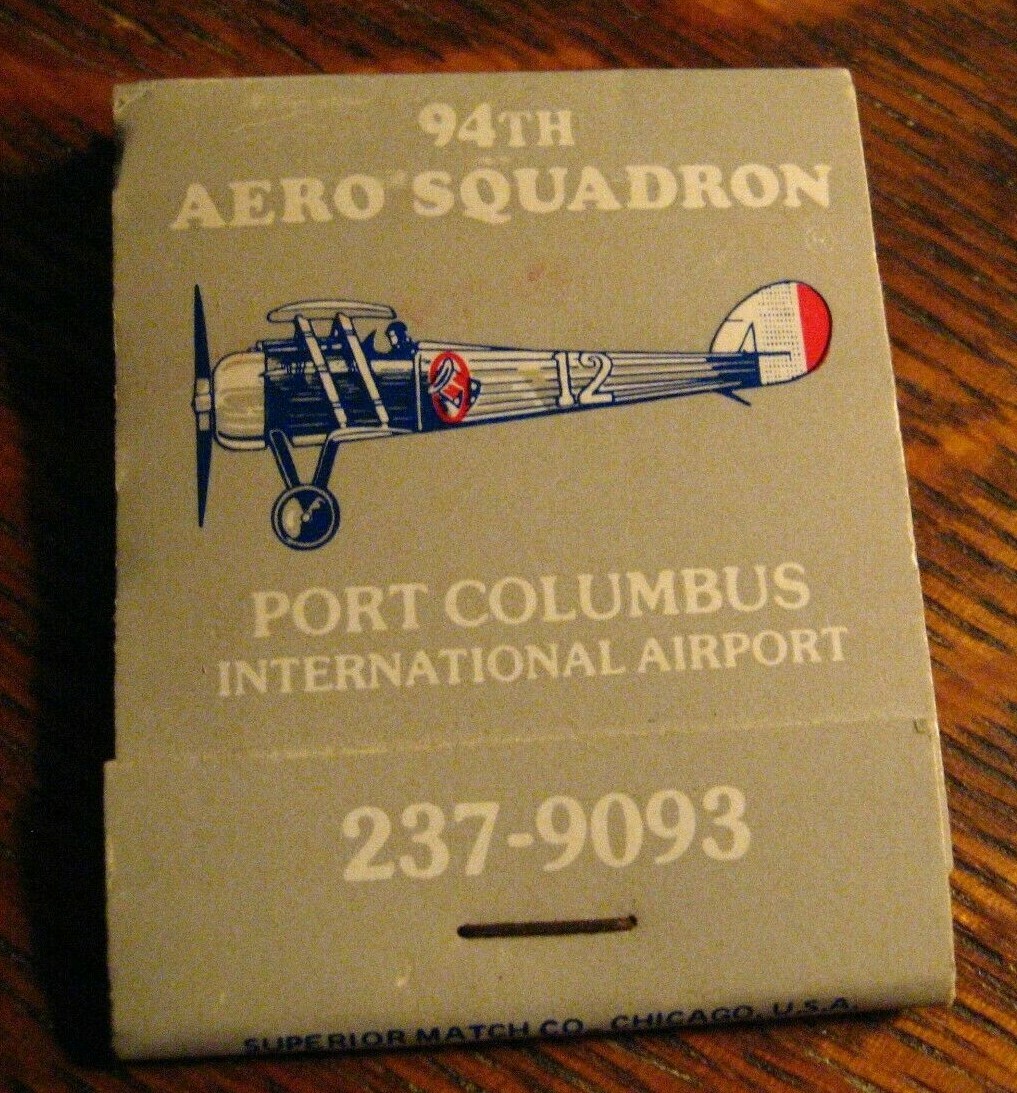 94TH
AERO SQUADRON
12
PORT COLUMBUS
INTERNATIONAL AIRPORT
237-9093
SUPERIOR MATCH CO. CHICAGO, U.S.A.